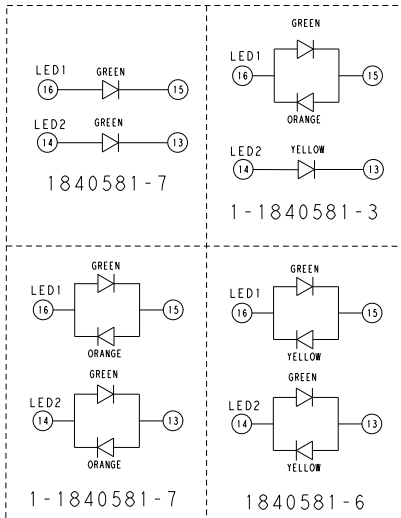 LED1
GREEN
16
15
LED2
GREEN
14
13
1840581-7
GREEN
LED1
16
15
ORANGE
LED2
YELLOW
14
13
1-1840581-3
GREEN
LED1
16
15
ORANGE
GREEN
LED2
14
13
ORANGE
1-1840581-7
GREEN
LED1
16
15
YELLOW
GREEN
LED2
14
13
YELLOW
1840581-6